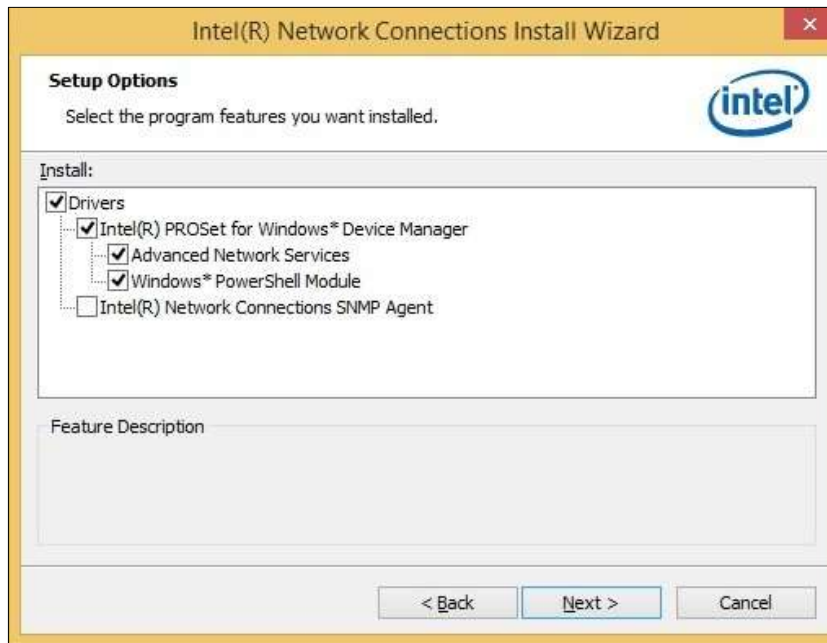 Intel(R) Network Connections Install Wizard
Setup Options
Select the program features you want installed.
intel
Install:
Drivers
Intel(R) PROSet for Windows* Device Manager
Advanced Network Services
Windows* PowerShell Module
Intel(R) Network Connections SNMP Agent
Feature Description
< Back
Next >
Cancel